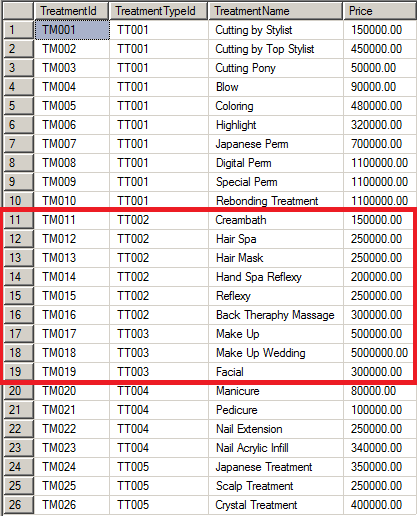 TreatmentId TreatmentTypeId TreatmentName Price
1 TM001 TT001 Cutting by Stylist 150000.00
2 TM002 TT001 Cutting by Top Stylist 450000.00
3 TM003 TT001 Cutting Pony 50000.00
4 TM004 TT001 Blow 90000.00
5 TM005 TT001 Coloring 480000.00
6 TM006 TT001 Highlight 320000.00
7 TM007 TT001 Japanese Perm 700000.00
8 TM008 TT001 Digital Perm 1100000.00
9 TM009 TT001 Special Perm 1100000.00
10 TM010 TT001 Rebonding Treatment 1100000.00
11 TM011 TT002 Creambath 150000.00
12 TM012 TT002 Hair Spa 250000.00
13 TM013 TT002 Hair Mask 250000.00
14 TM014 TT002 Hand Spa Reflexy 200000.00
15 TM015 TT002 Reflexy 250000.00
16 TM016 TT002 Back Theraphy Massage 300000.00
17 TM017 TT003 Make Up 500000.00
18 TM018 TT003 Make Up Wedding 5000000.00
19 TM019 TT003 Facial 300000.00
20 TM020 TT004 Manicure 80000.00
21 TM021 TT004 Pedicure 100000.00
22 TM022 TT004 Nail Extension 250000.00
23 TM023 TT004 Nail Acrylic Infill 340000.00
24 TM024 TT005 Japanese Treatment 350000.00
25 TM025 TT005 Scalp Treatment 250000.00
26 TM026 TT005 Crystal Treatment 400000.00